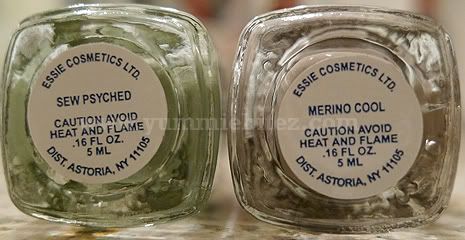 ESSIE COSMETICS LTD.
SEW PSYCHED
CAUTION AVOID
HEAT AND FLAME
.16 FL OZ.
5 ML
DIST. ASTORIA, NY 11105
ESSIE COSMETICS LTD.
MERINO COOL
CAUTION AVOID
HEAT AND FLAME
.16 FL OZ.
5 ML
DIST. ASTORIA, NY 11105